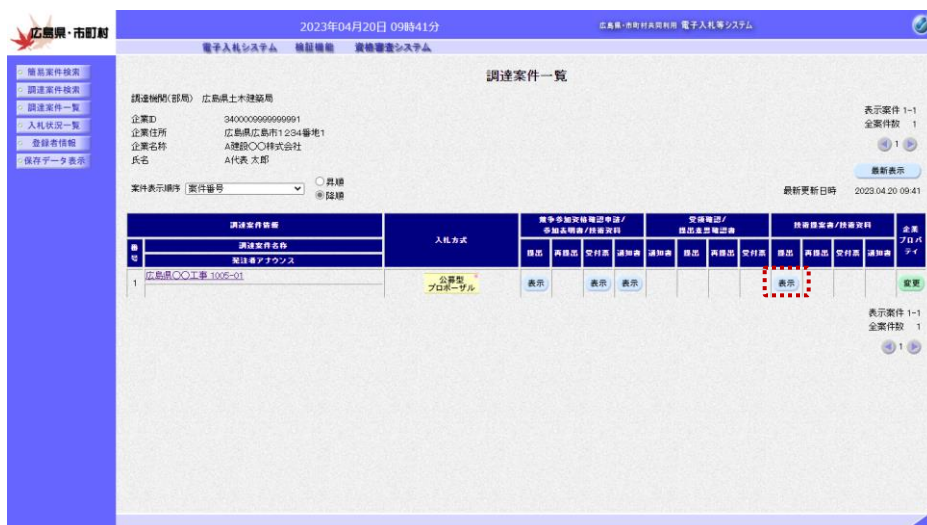 広島県・市町村
2023年04月20日 09時41分
広島県・市町村共同利用 電子入札等システム
電子入札システム 検証機能 資格審査システム
簡易案件検索
調達案件検索
調達案件一覧
入札状況一覧
登録者情報
保存データ表示
調達案件一覧
調達機関(部局) 広島県土木建築局
企業ID 3400009999999991
企業住所 広島県広島市1234番地1
企業名称 A建設〇〇株式会社
氏名 A代表 太郎
表示案件 1-1
全案件数 1
1
最新表示
案件表示順序 案件番号
昇順
降順
最新更新日時 2023.04.20 09:41
調達案件情報
番号
調達案件名称
発注者アナウンス
入札方式
競争参加資格確認申請/
参加表明書/技術資料
提出 再提出 受付票 通知書
受領確認/
提出意思確認書
通知書 提出 再提出 受付票
技術提案書/技術資料
提出 再提出 受付票 通知書
企業
プロパ
ティ
1
広島県〇〇工事 1005-01
公募型
プロポーザル
表示 表示 表示 表示 変更
表示案件 1-1
全案件数 1
1